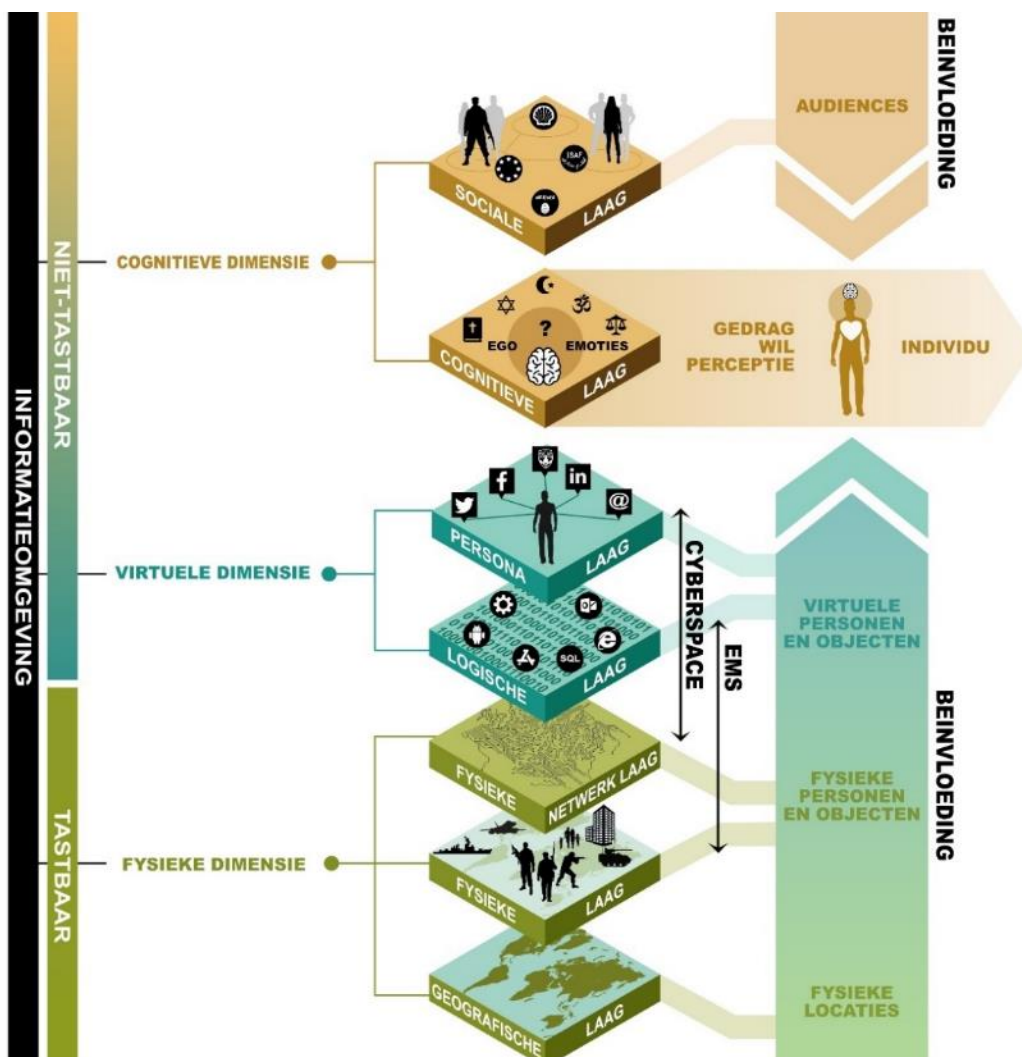 INFORMATIEOMGEVING
NIET-TASTBAAR
TASTBAAR
COGNITIEVE DIMENSIE
SOCIALE LAAG
ISAF
AUDIENCES
BEINVLOEDING
?
EGO EMOTIES
COGNITIEVE LAAG
GEDRAG
WIL
PERCEPTIE
INDIVIDU
VIRTUELE DIMENSIE
f
in
@
PERSONA LAAG
SQL
LOGISCHE LAAG
CYBERSPACE
EMS
VIRTUELE
PERSONEN
EN OBJECTEN
FYSIEKE DIMENSIE
FYSIEKE NETWERK LAAG
FYSIEKE LAAG
GEOGRAFISCHE LAAG
FYSIEKE
PERSONEN
EN OBJECTEN
BEINVLOEDING
FYSIEKE
LOCATIES